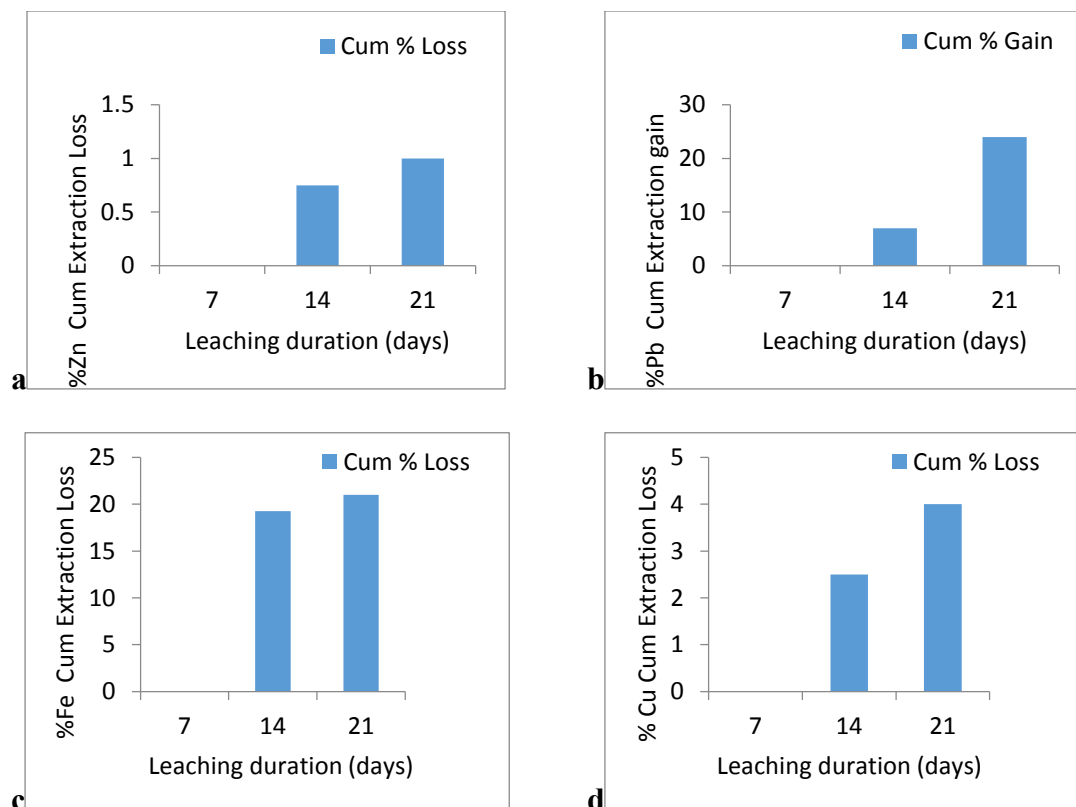 Cum % Loss
%Zn Cum Extraction Loss
1.5
1
0.5
0
7 14 21
Leaching duration (days)
a
Cum % Gain
%Pb Cum Extraction gain
30
20
10
0
7 14 21
Leaching duration (days)
b
Cum % Loss
%Fe Cum Extraction Loss
25
20
15
10
5
0
7 14 21
Leaching duration (days)
c
Cum % Loss
% Cu Cum Extraction Loss
5
4
3
2
1
0
7 14 21
Leaching duration (days)
d